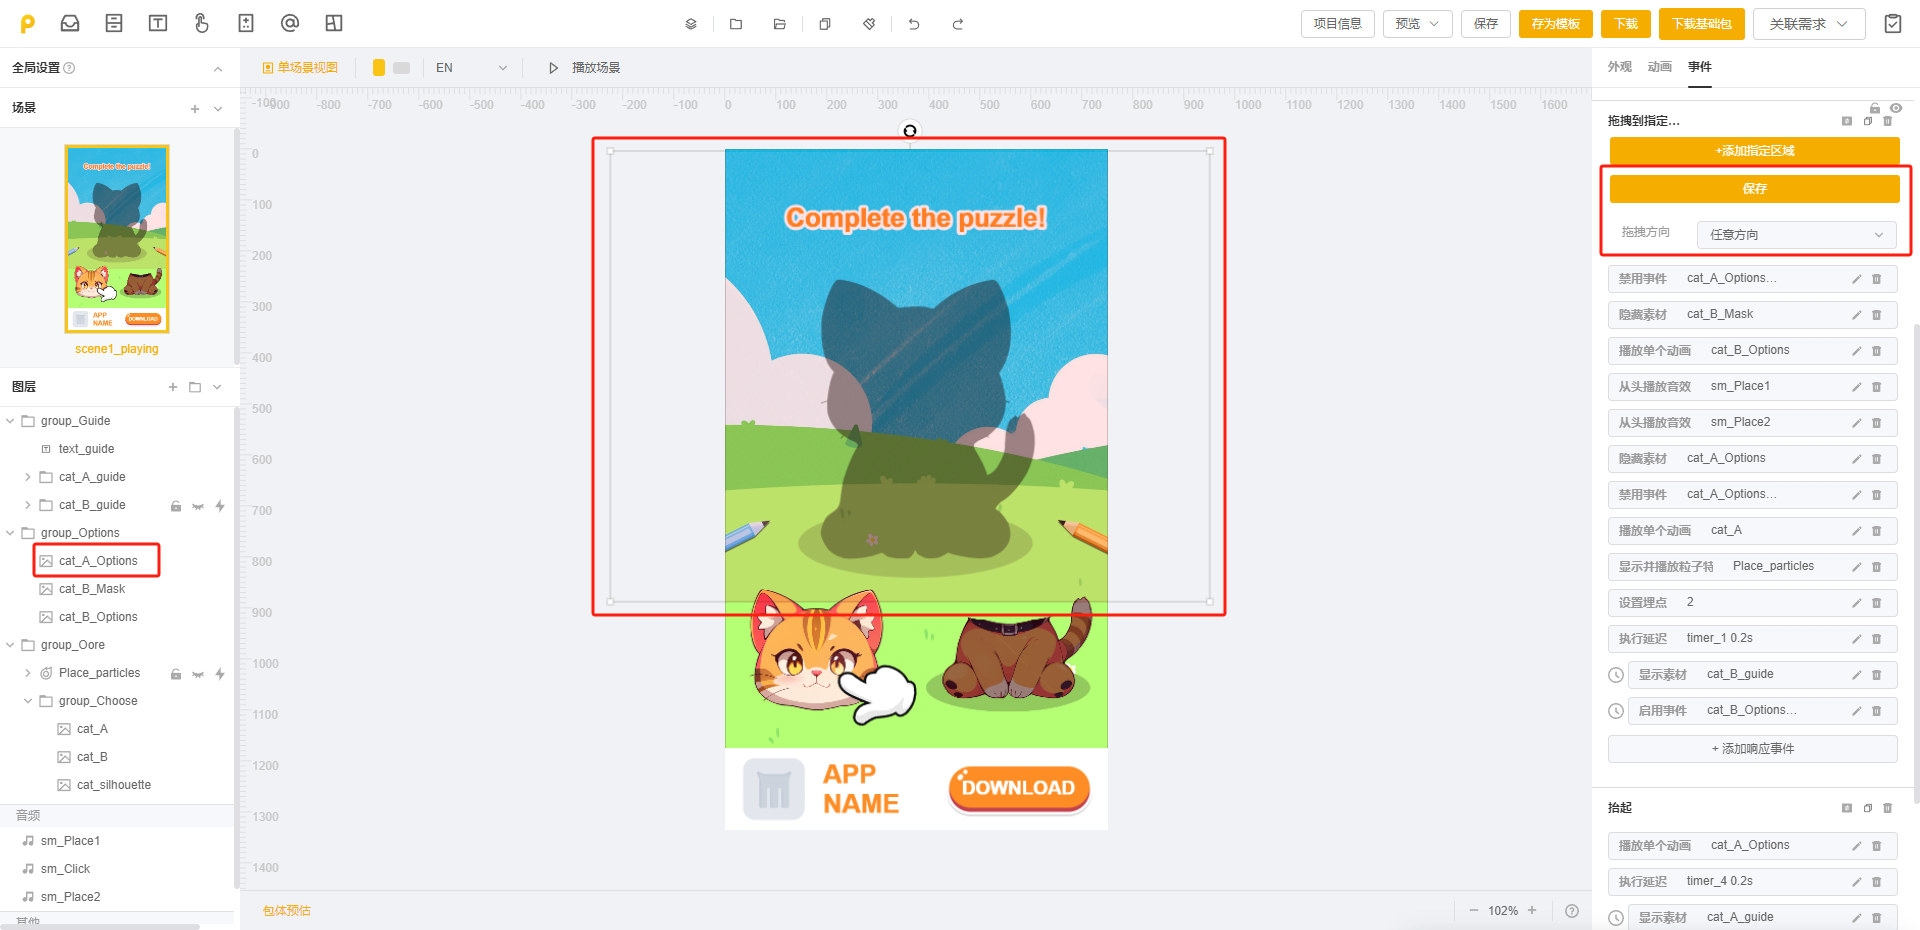 项目信息
预览
保存
存为模板
下载
下载基础包
关联需求
全局设置
单场景视图
EN
播放场景
外观
动画
事件
场景
-100
-900
-800
-700
-600
-500
-400
-300
-200
-100
0
100
200
300
400
500
600
700
800
900
1000
1100
1200
1300
1400
1500
1600
0
100
200
300
400
500
600
700
800
900
1000
1100
1200
1300
1400
Complete the puzzle!
APP
NAME
DOWNLOAD
scene1_playing
图层
group_Guide
text_guide
cat_A_guide
cat_B_guide
group_Options
cat_A_Options
cat_B_Mask
cat_B_Options
group_Oore
Place_particles
group_Choose
cat_A
cat_B
cat_silhouette
音频
sm_Place1
sm_Click
sm_Place2
其他
Complete the puzzle!
APP
NAME
DOWNLOAD
包体预估
102%
拖拽到指定...
+添加指定区域
保存
拖拽方向
任意方向
禁用事件 cat_A_Options...
隐藏素材 cat_B_Mask
播放单个动画 cat_B_Options
从头播放音效 sm_Place1
从头播放音效 sm_Place2
隐藏素材 cat_A_Options
禁用事件 cat_A_Options...
播放单个动画 cat_A
显示并播放粒子特 Place_particles
设置埋点 2
执行延迟 timer_1 0.2s
显示素材 cat_B_guide
启用事件 cat_B_Options...
+ 添加响应事件
抬起
播放单个动画 cat_A_Options
执行延迟 timer_4 0.2s
显示素材 cat_A_guide